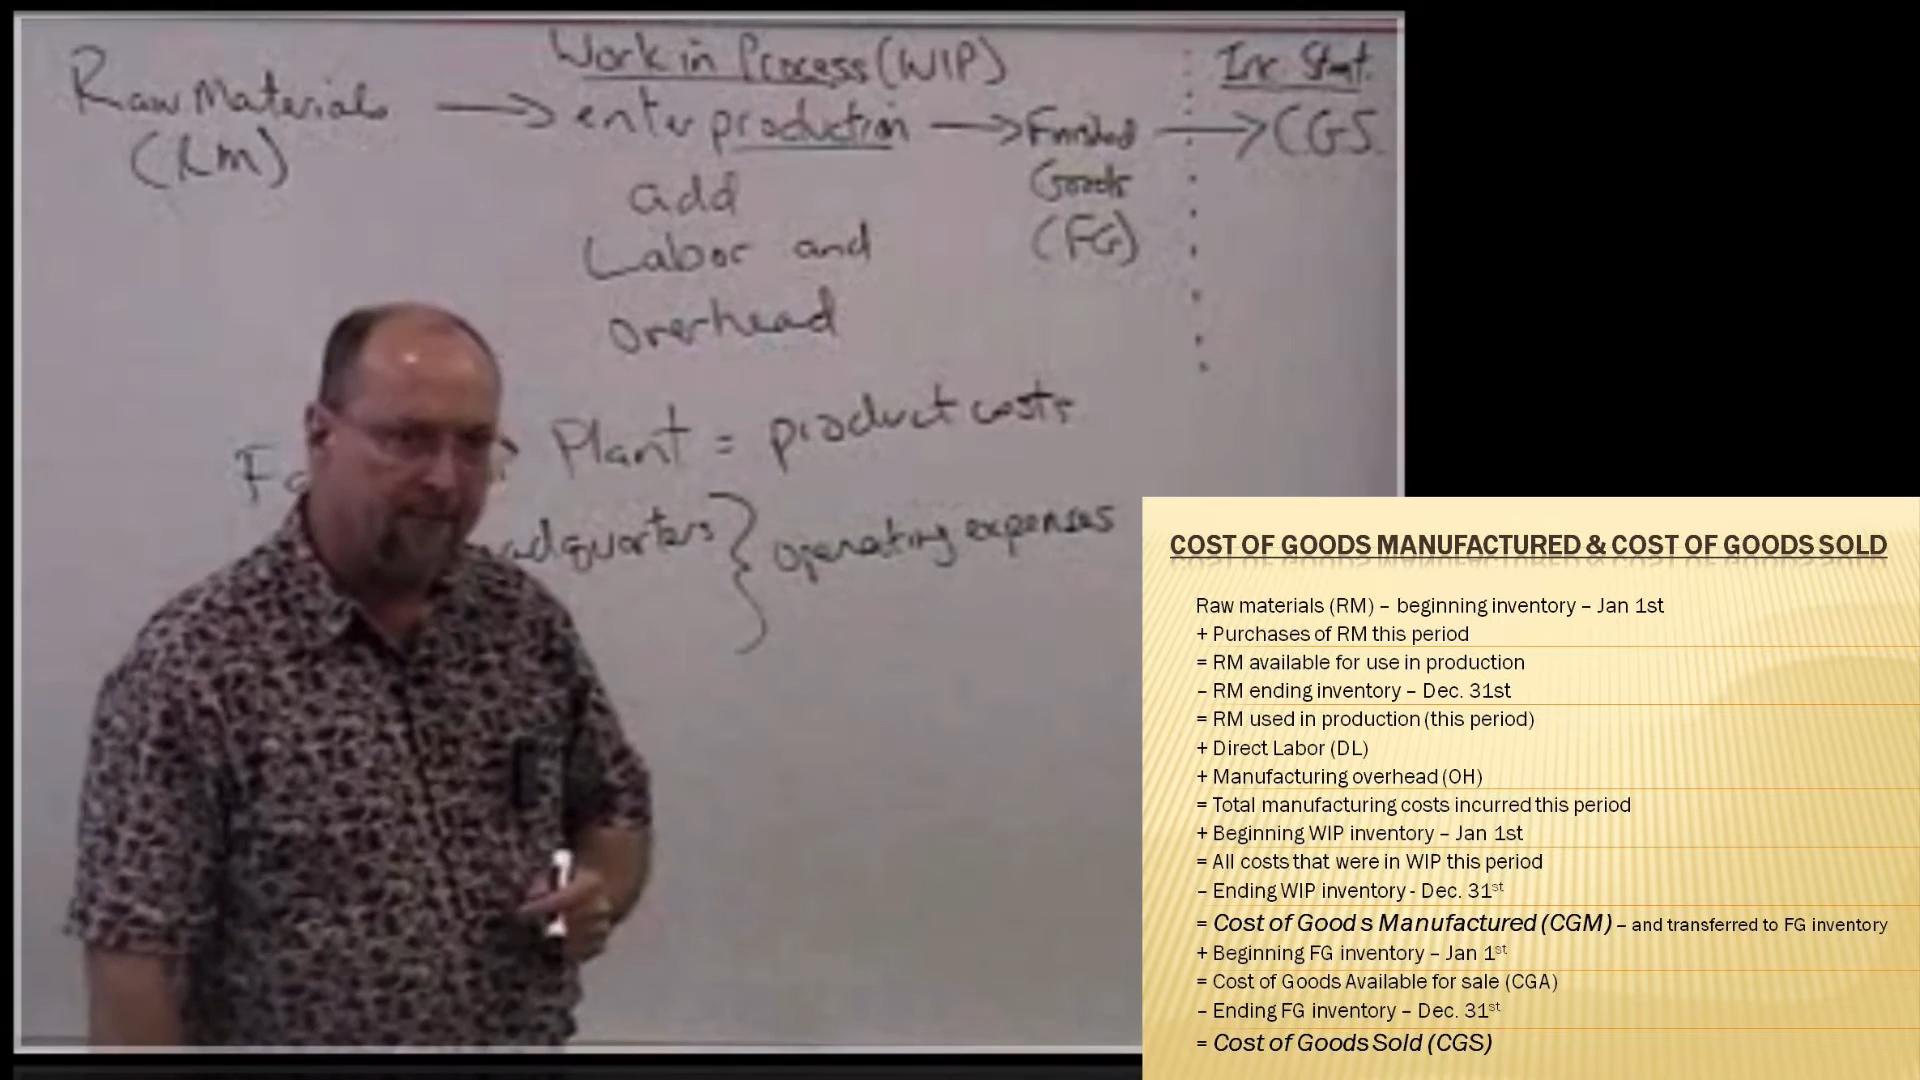 Work in Process (WIP)
Inc. Stmt.
Raw Materials → enter production → Finished → CGS
(RM)
add
Goods
Labor and
(FG)
overhead
Plant = product costs
headquarters } operating expenses
COST OF GOODS MANUFACTURED & COST OF GOODS SOLD
Raw materials (RM) – beginning inventory – Jan 1st
+ Purchases of RM this period
= RM available for use in production
– RM ending inventory – Dec. 31st
= RM used in production (this period)
+ Direct Labor (DL)
+ Manufacturing overhead (OH)
= Total manufacturing costs incurred this period
+ Beginning WIP inventory – Jan 1st
= All costs that were in WIP this period
– Ending WIP inventory - Dec. 31st
= Cost of Good s Manufactured (CGM) – and transferred to FG inventory
+ Beginning FG inventory – Jan 1st
= Cost of Goods Available for sale (CGA)
– Ending FG inventory – Dec. 31st
= Cost of Goods Sold (CGS)